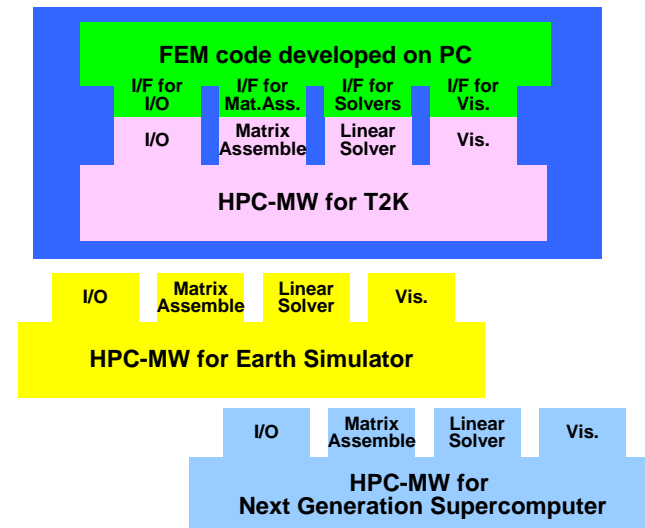 FEM code developed on PC
I/F for I/O
I/F for Mat.Ass.
I/F for Solvers
I/F for Vis.
I/O
Matrix Assemble
Linear Solver
Vis.
HPC-MW for T2K
I/O
Matrix Assemble
Linear Solver
Vis.
HPC-MW for Earth Simulator
I/O
Matrix Assemble
Linear Solver
Vis.
HPC-MW for
Next Generation Supercomputer